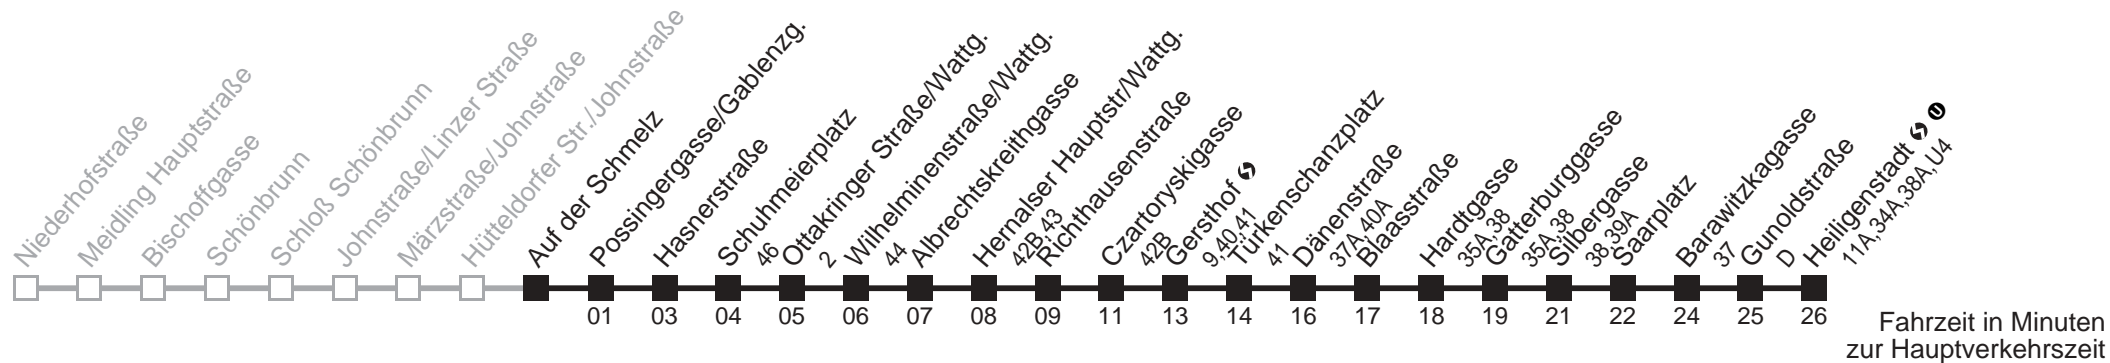 Niederhofstraße
Meidling Hauptstraße
Bischoffgasse
Schönbrunn
Schloß Schönbrunn
Johnstraße/Linzer Straße
Märzstraße/Johnstraße
Hütteldorfer Str./Johnstraße
Auf der Schmelz
Possingergasse/Gablenzg.
Hasnerstraße
Schuhmeierplatz
46
Ottakringer Straße/Wattg.
2
Wilhelminenstraße/Wattg.
44
Albrechtskreithgasse
Hernalser Hauptstr/Wattg.
42B,43
Richthausenstraße
Czartoryskigasse
42B
Gersthof
9,40,41
Türkenschanzplatz
41
Dänenstraße
37A,40A
Blaasstraße
Hardtgasse
35A,38
Gatterburggasse
35A,38
Silbergasse
38,39A
Saarplatz
Barawitzkagasse
37
Gunoldstraße
D
Heiligenstadt U
11A,34A,38A,U4
01 03 04 05 06 07 08 09 11 13 14 16 17 18 19 21 22 24 25 26
Fahrzeit in Minuten
zur Hauptverkehrszeit